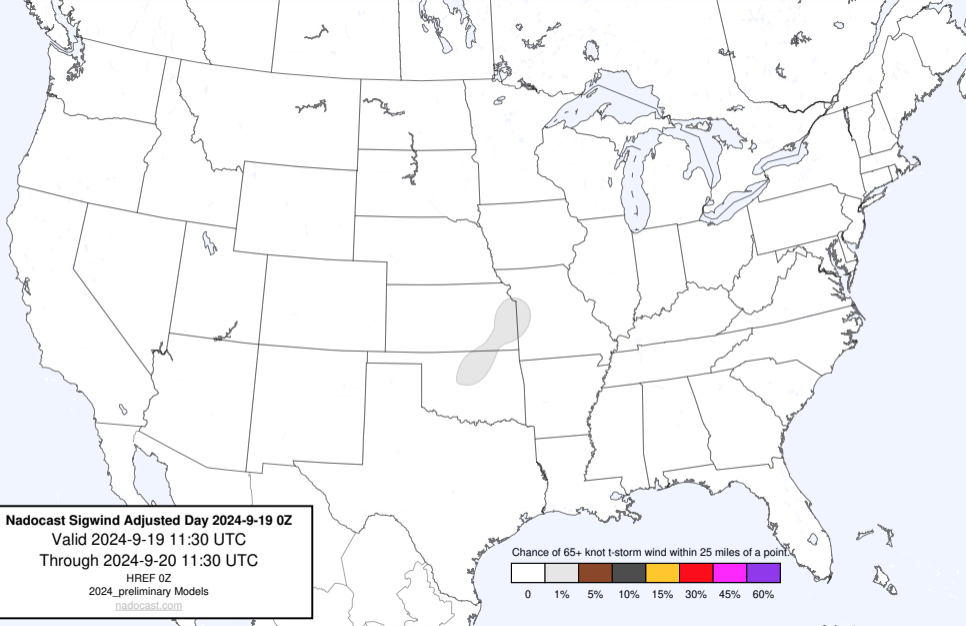 Nadocast Sigwind Adjusted Day 2024-9-19 0Z
Valid 2024-9-19 11:30 UTC
Through 2024-9-20 11:30 UTC
HREF 0Z
2024_preliminary Models
nadocast.com
Chance of 65+ knot t-storm wind within 25 miles of a point.
0 1% 5% 10% 15% 30% 45% 60%